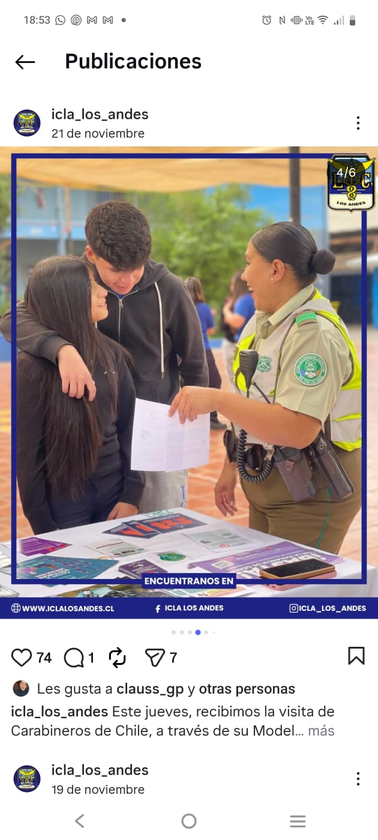 18:53
Publicaciones
icla_los_andes
21 de noviembre
4/6
LOS ANDES
ENCUENTRANOS EN
WWW.ICLALOSANDES.CL
ICLA LOS ANDES
ICLA_LOS_ANDES
74
1
7
Les gusta a clauss_gp y otras personas
icla_los_andes Este jueves, recibimos la visita de
Carabineros de Chile, a través de su Model... más
icla_los_andes
19 de noviembre